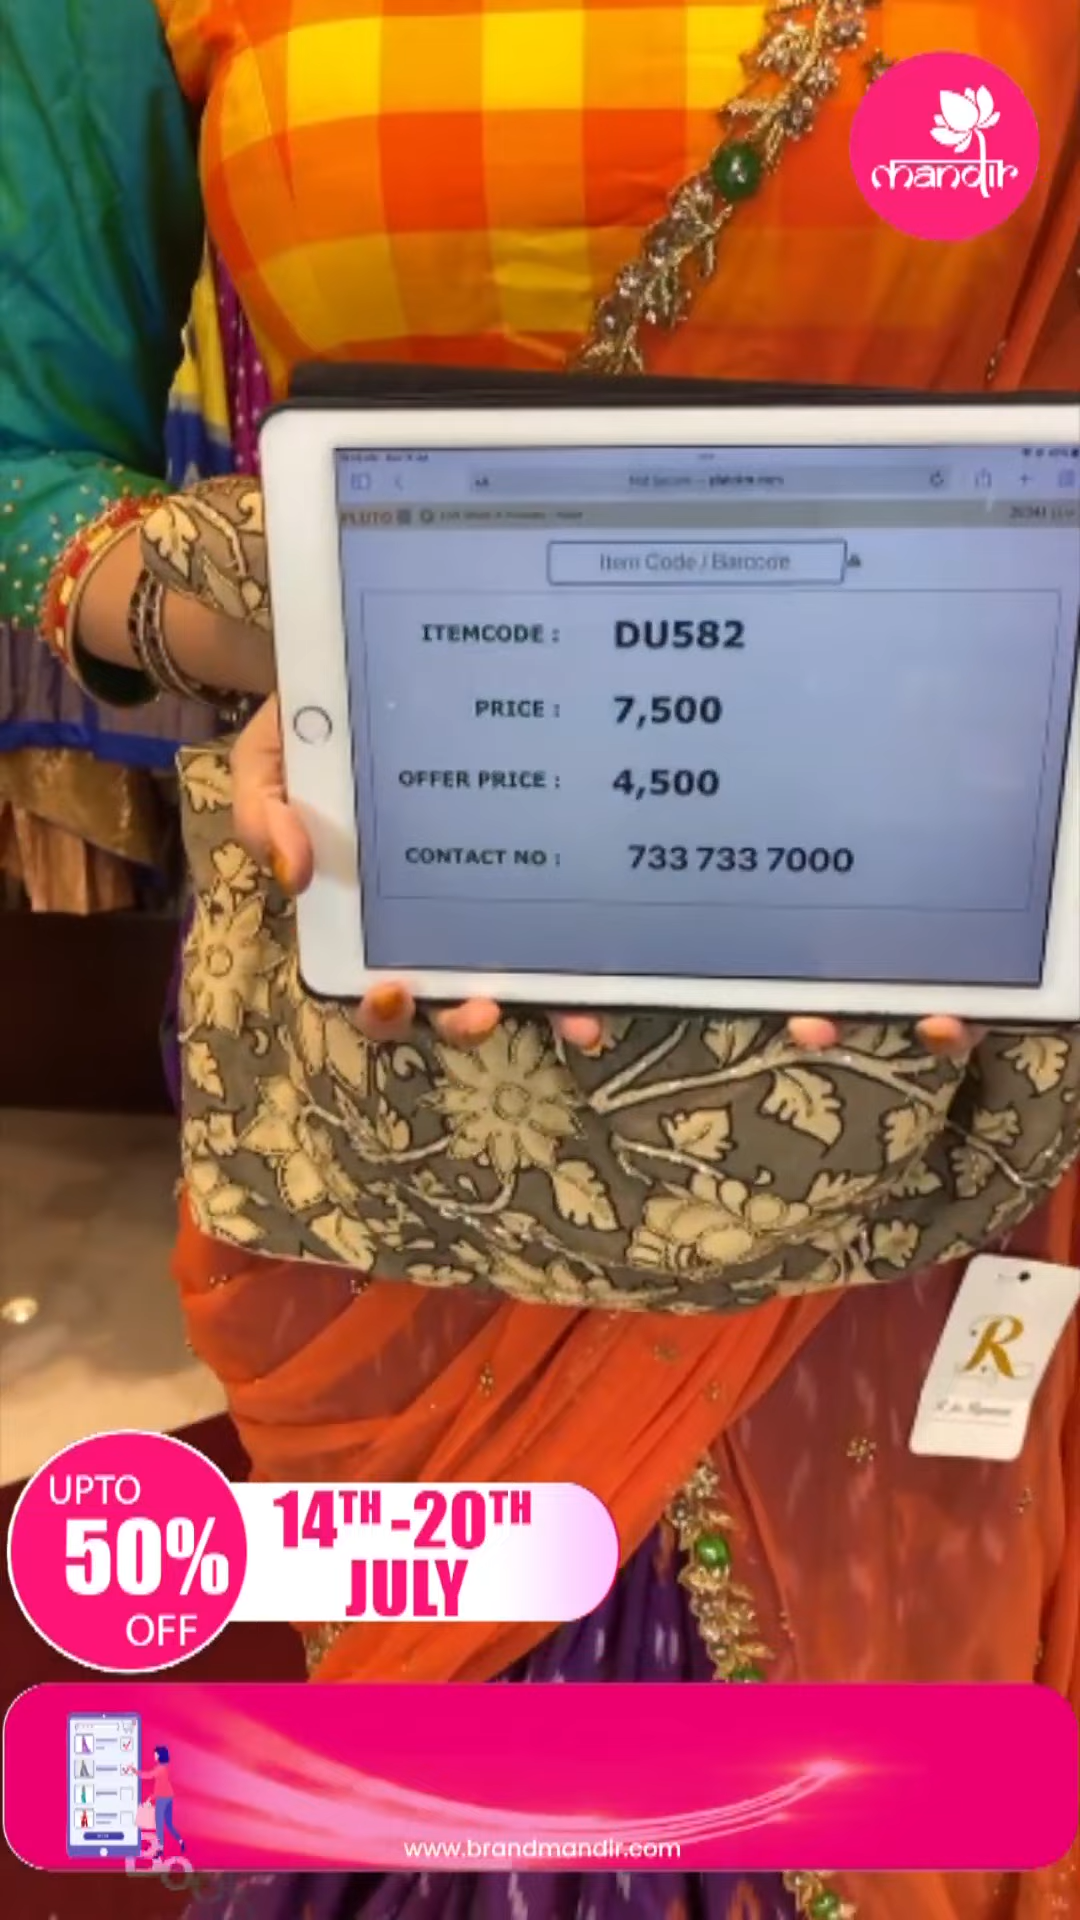 mandir
PLUTO
Item Code / Barcode
ITEMCODE : DU582
PRICE : 7,500
OFFER PRICE : 4,500
CONTACT NO : 733 733 7000
R
UPTO
50%
OFF
14TH-20TH
JULY
www.brandmandir.com